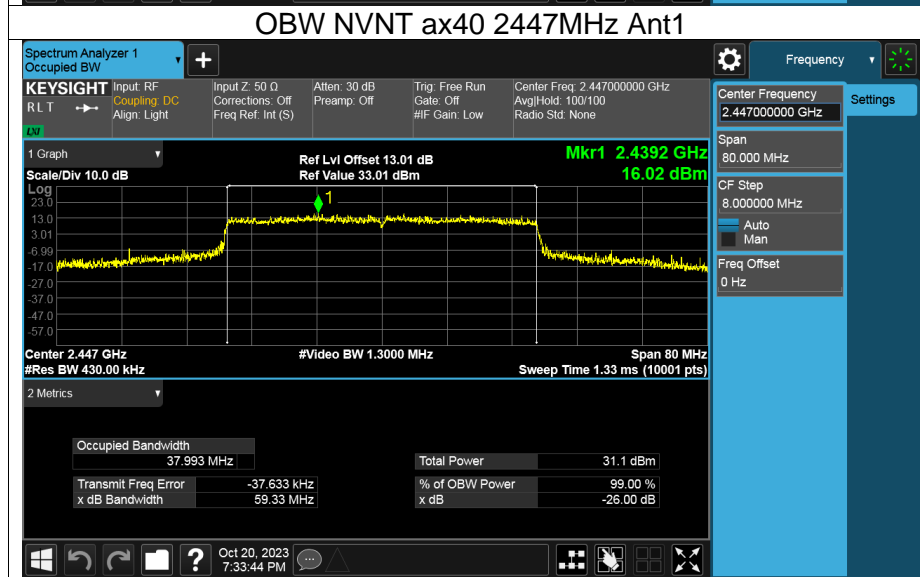 OBW NVNT ax40 2447MHz Ant1
Spectrum Analyzer 1
Occupied BW
+
Frequency
KEYSIGHT
R L T
LXI
Input: RF
Coupling: DC
Align: Light
Input Z: 50 Ω
Corrections: Off
Freq Ref: Int (S)
Atten: 30 dB
Preamp: Off
Trig: Free Run
Gate: Off
#IF Gain: Low
Center Freq: 2.447000000 GHz
Avg|Hold: 100/100
Radio Std: None
Center Frequency
2.447000000 GHz
Settings
Span
80.000 MHz
CF Step
8.000000 MHz
Auto
Man
Freq Offset
0 Hz
1 Graph
Scale/Div 10.0 dB
Ref Lvl Offset 13.01 dB
Ref Value 33.01 dBm
Mkr1 2.4392 GHz
16.02 dBm
Log
23.0
13.0
3.01
-6.99
-17.0
-27.0
-37.0
-47.0
-57.0
1
Center 2.447 GHz
#Res BW 430.00 kHz
#Video BW 1.3000 MHz
Span 80 MHz
Sweep Time 1.33 ms (10001 pts)
2 Metrics
Occupied Bandwidth
37.993 MHz
Total Power 31.1 dBm
Transmit Freq Error -37.633 kHz
% of OBW Power 99.00 %
x dB Bandwidth 59.33 MHz
x dB -26.00 dB
?
Oct 20, 2023
7:33:44 PM